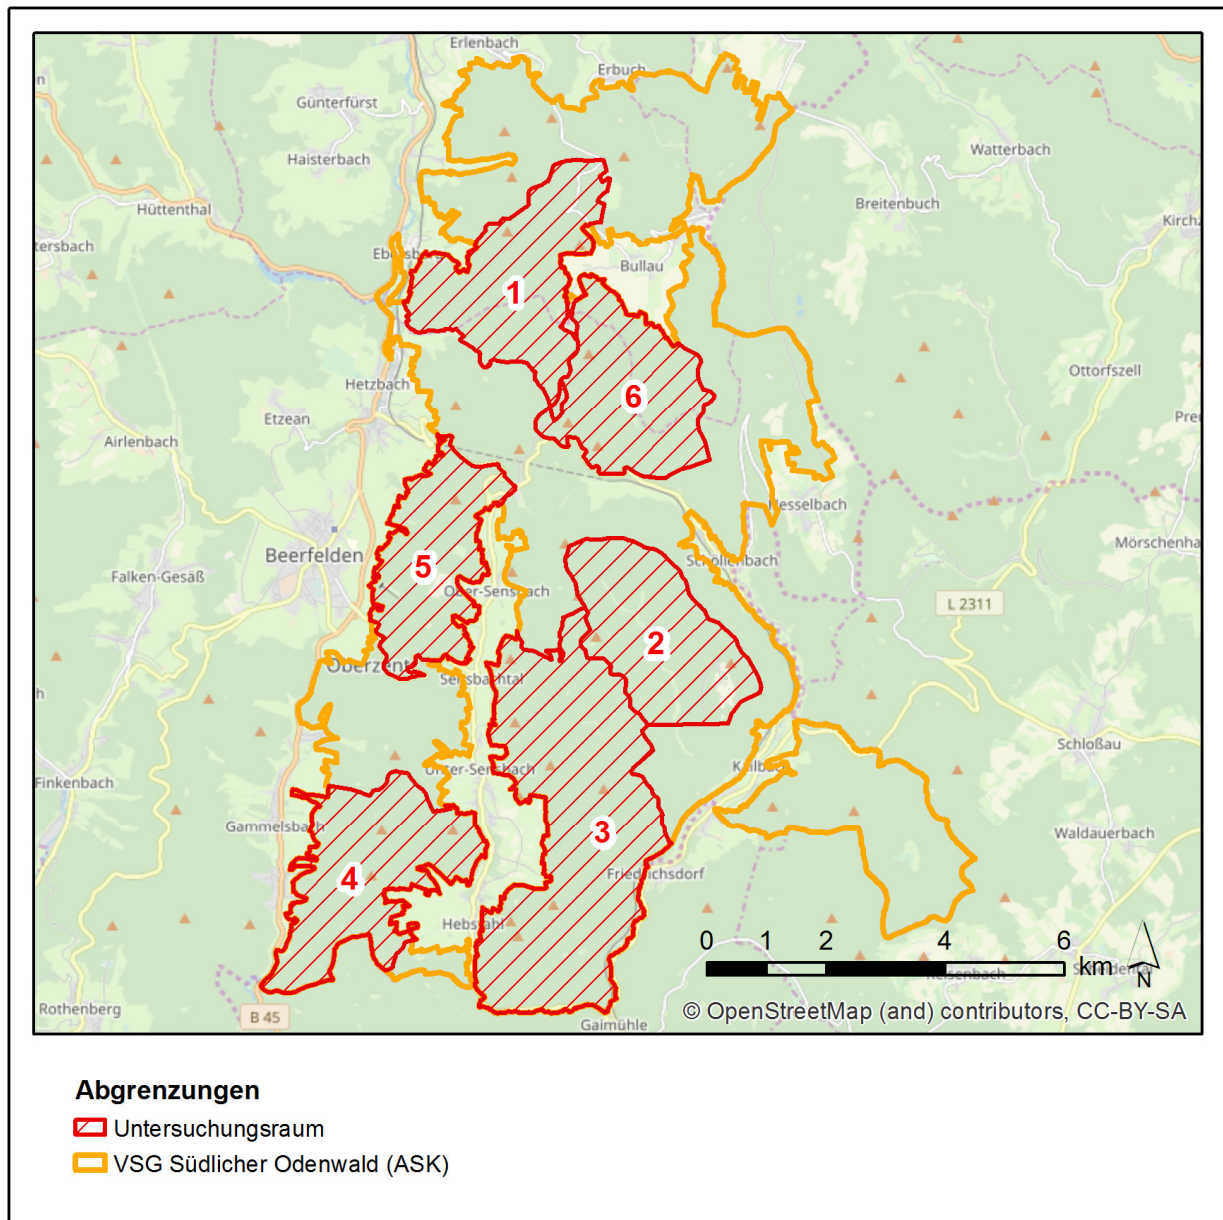 Erlenbach
Erbuch
Günterfürst
Haisterbach
Watterbach
Breitenbuch
Hüttenthal
Kirchz
tersbach
Bullau
1
Hetzbach
Ottorfszell
6
Etzean
Airlenbach
Hesselbach
Beerfelden
Mörschenha
Schöllenbach
Falken-Gesäß
5
Ober-Sensbach
L 2311
2
Oberzent
Sensbachtal
Schloßau
Unter-Sensbach
Kailbach
Finkenbach
Gammelsbach
3
Waldauerbach
4
Friedrichsdorf
Hebstahl
0 1 2 4 6
km
N
Rothenberg
B 45
© OpenStreetMap (and) contributors, CC-BY-SA
Gaimühle
Abgrenzungen
Untersuchungsraum
VSG Südlicher Odenwald (ASK)